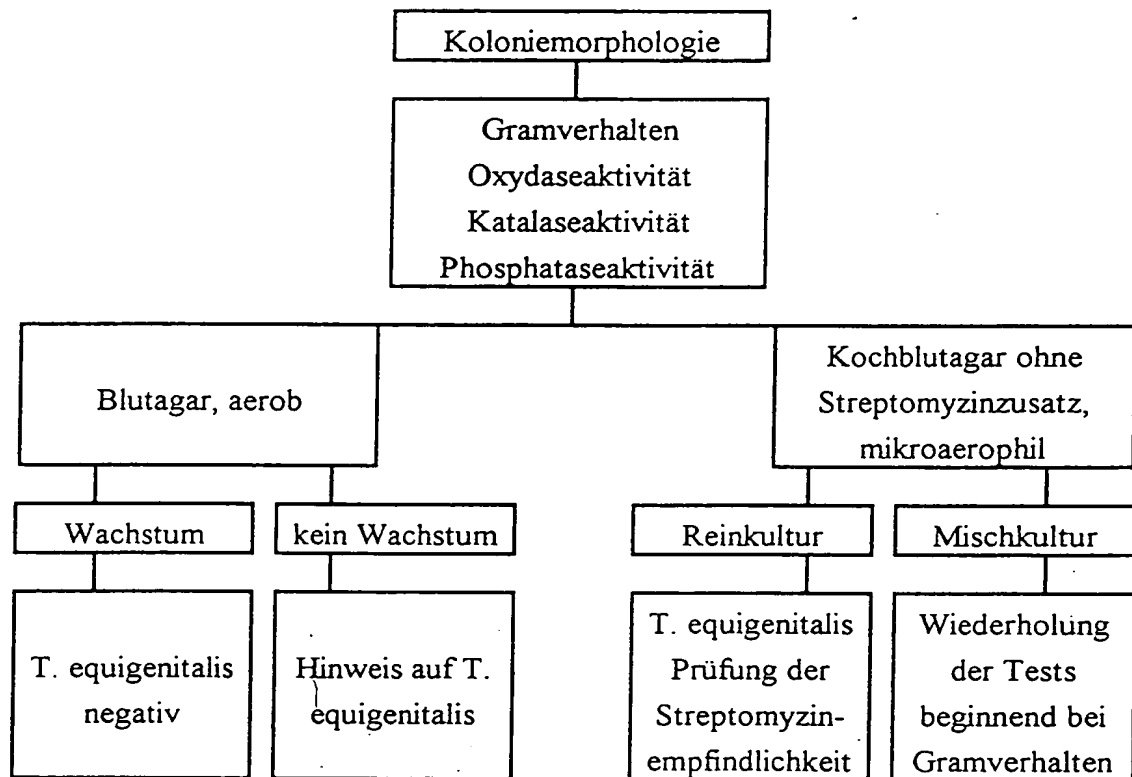 Koloniemorphologie
Gramverhalten
Oxydaseaktivität
Katalaseaktivität
Phosphataseaktivität
Blutagar, aerob
Kochblutagar ohne
Streptomyzinzusatz,
mikroaerophil
Wachstum
kein Wachstum
Reinkultur
Mischkultur
T. equigenitalis
negativ
Hinweis auf T.
equigenitalis
T. equigenitalis
Prüfung der
Streptomyzin-
empfindlichkeit
Wiederholung
der Tests
beginnend bei
Gramverhalten